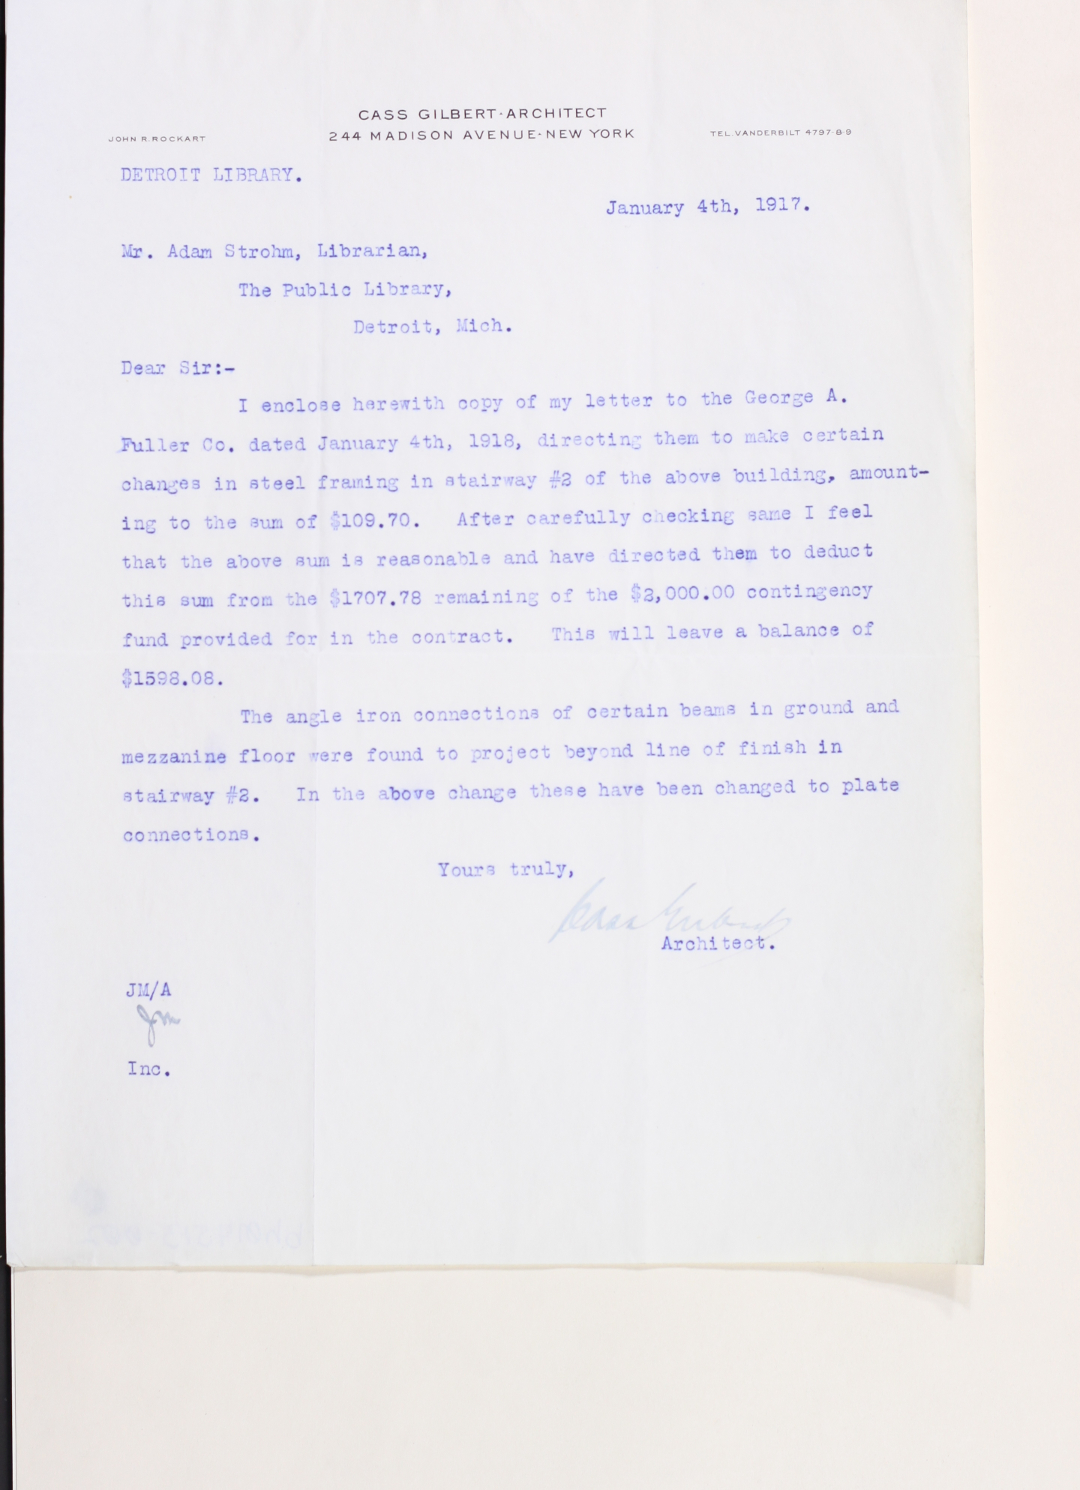 CASS GILBERT·ARCHITECT
JOHN R. ROCKART 244 MADISON AVENUE·NEW YORK TEL. VANDERBILT 4797-8-9
DETROIT LIBRARY.
January 4th, 1917.
Mr. Adam Strohm, Librarian,
The Public Library,
Detroit, Mich.
Dear Sir:-
I enclose herewith copy of my letter to the George A.
Fuller Co. dated January 4th, 1918, directing them to make certain
changes in steel framing in stairway #2 of the above building, amount-
ing to the sum of $109.70. After carefully checking same I feel
that the above sum is reasonable and have directed them to deduct
this sum from the $1707.78 remaining of the $2,000.00 contingency
fund provided for in the contract. This will leave a balance of
$1598.08.
The angle iron connections of certain beams in ground and
mezzanine floor were found to project beyond line of finish in
stairway #2. In the above change these have been changed to plate
connections.
Yours truly,
Cass Gilbert
Architect.
JM/A
JM
Inc.